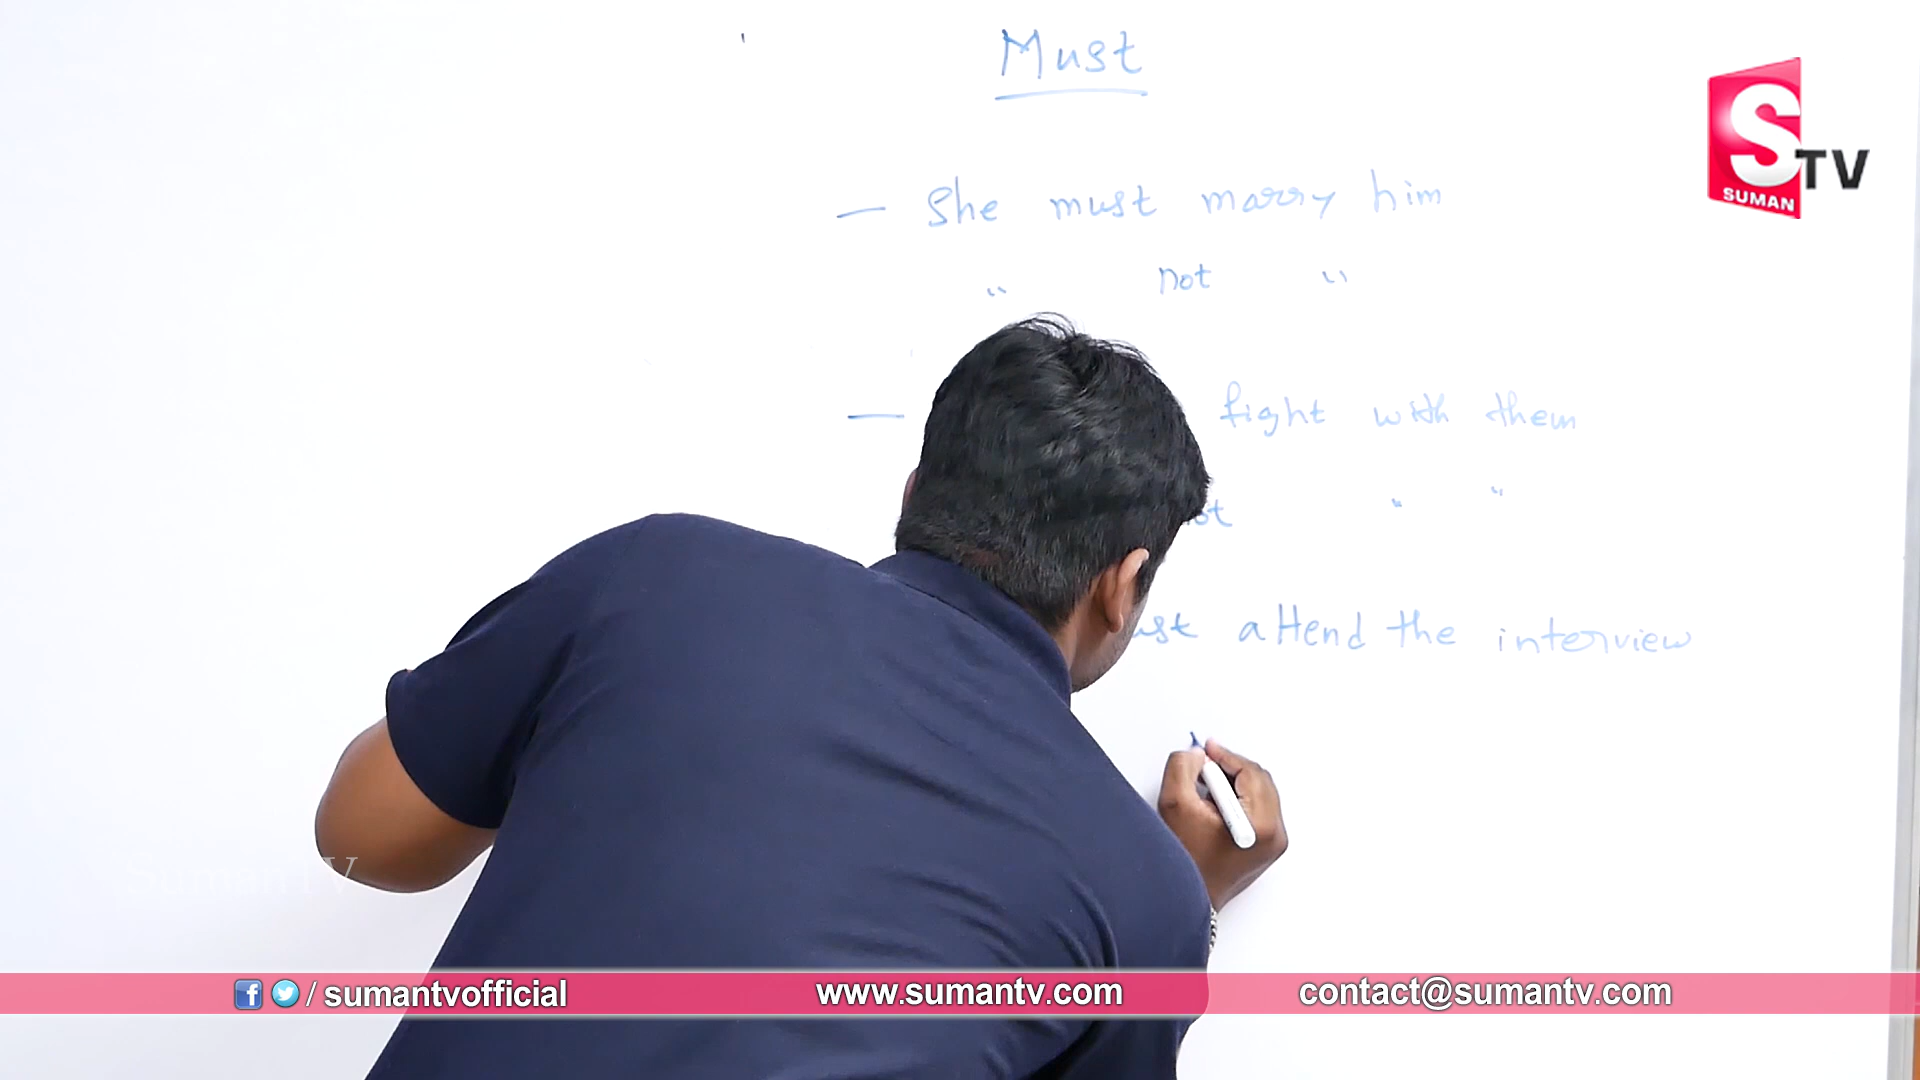 Must
S TV
SUMAN
— She must marry him
" not "
— fight with them
" "
attend the interview
SumanTV
/ sumantvofficial
www.sumantv.com
contact@sumantv.com